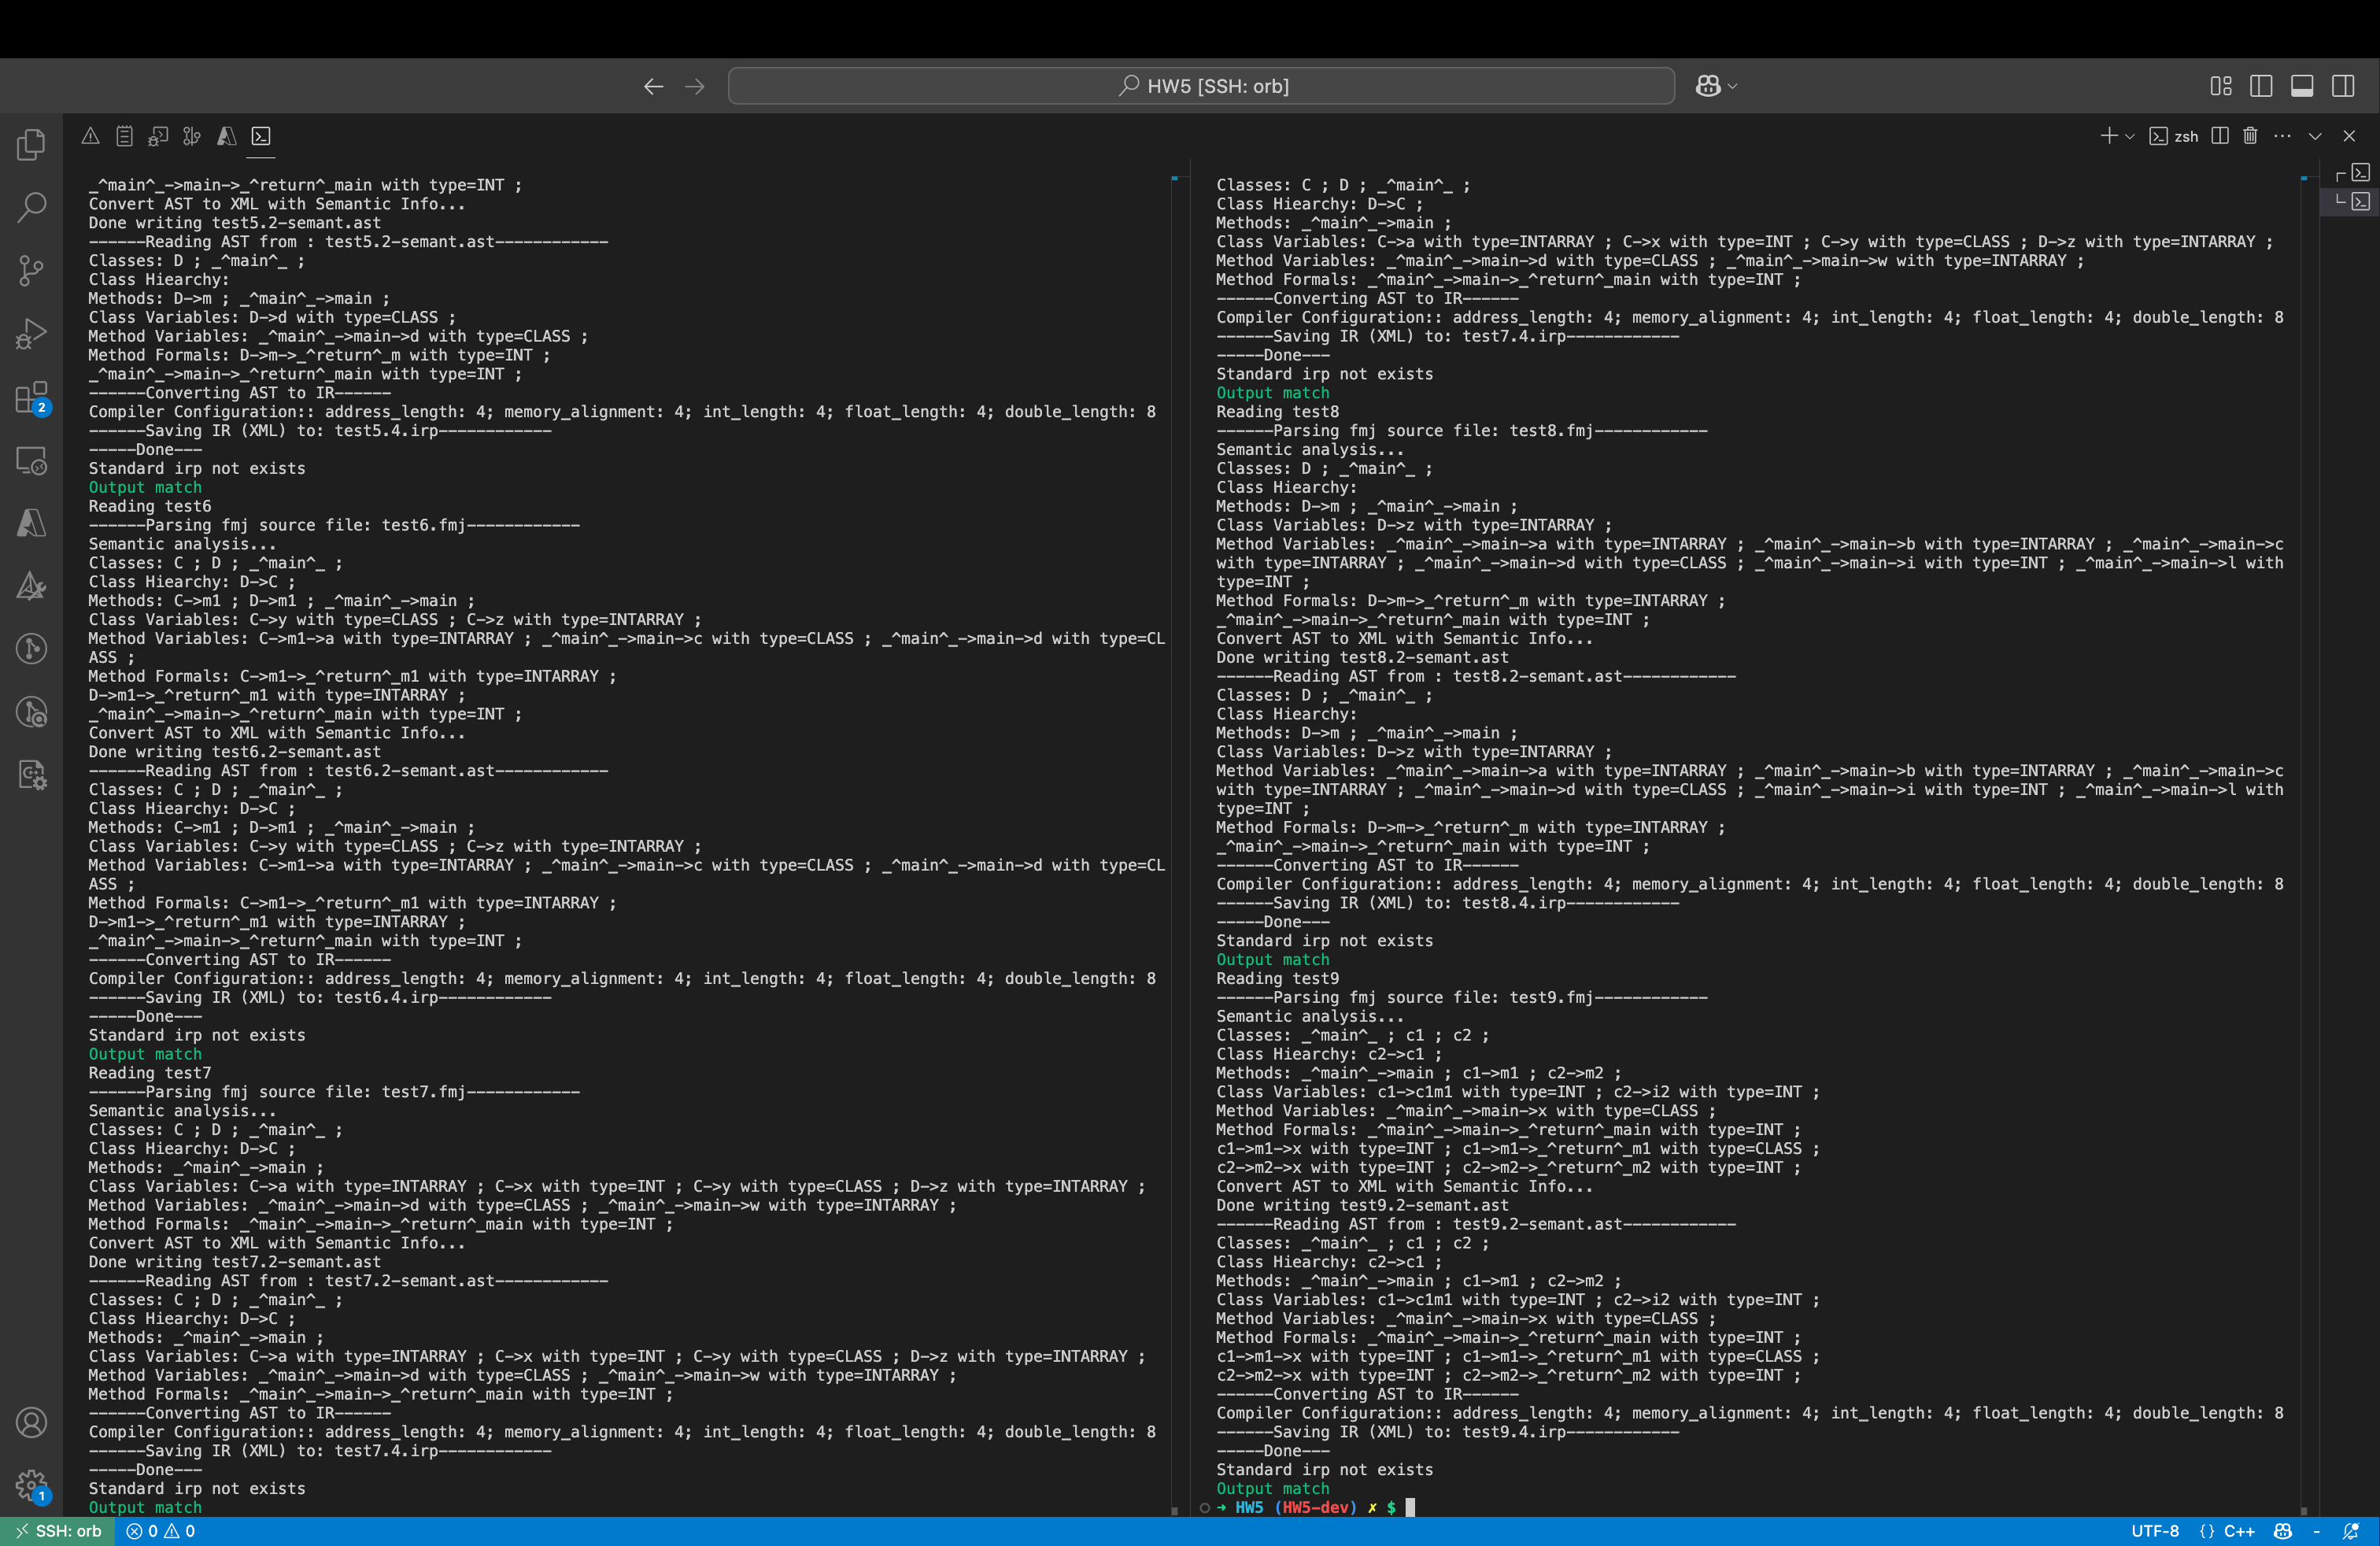 HW5 [SSH: orb]
zsh
_^main^_->main->_^return^_main with type=INT ;
Convert AST to XML with Semantic Info...
Done writing test5.2-semant.ast
------Reading AST from : test5.2-semant.ast------------
Classes: D ; _^main^_ ;
Class Hiearchy:
Methods: D->m ; _^main^_->main ;
Class Variables: D->d with type=CLASS ;
Method Variables: _^main^_->main->d with type=CLASS ;
Method Formals: D->m->_^return^_m with type=INT ;
_^main^_->main->_^return^_main with type=INT ;
------Converting AST to IR------
Compiler Configuration:: address_length: 4; memory_alignment: 4; int_length: 4; float_length: 4; double_length: 8
------Saving IR (XML) to: test5.4.irp------------
-----Done---
Standard irp not exists
Output match
Reading test6
------Parsing fmj source file: test6.fmj------------
Semantic analysis...
Classes: C ; D ; _^main^_ ;
Class Hiearchy: D->C ;
Methods: C->m1 ; D->m1 ; _^main^_->main ;
Class Variables: C->y with type=CLASS ; C->z with type=INTARRAY ;
Method Variables: C->m1->a with type=INTARRAY ; _^main^_->main->c with type=CLASS ; _^main^_->main->d with type=CL
ASS ;
Method Formals: C->m1->_^return^_m1 with type=INTARRAY ;
D->m1->_^return^_m1 with type=INTARRAY ;
_^main^_->main->_^return^_main with type=INT ;
Convert AST to XML with Semantic Info...
Done writing test6.2-semant.ast
------Reading AST from : test6.2-semant.ast------------
Classes: C ; D ; _^main^_ ;
Class Hiearchy: D->C ;
Methods: C->m1 ; D->m1 ; _^main^_->main ;
Class Variables: C->y with type=CLASS ; C->z with type=INTARRAY ;
Method Variables: C->m1->a with type=INTARRAY ; _^main^_->main->c with type=CLASS ; _^main^_->main->d with type=CL
ASS ;
Method Formals: C->m1->_^return^_m1 with type=INTARRAY ;
D->m1->_^return^_m1 with type=INTARRAY ;
_^main^_->main->_^return^_main with type=INT ;
------Converting AST to IR------
Compiler Configuration:: address_length: 4; memory_alignment: 4; int_length: 4; float_length: 4; double_length: 8
------Saving IR (XML) to: test6.4.irp------------
-----Done---
Standard irp not exists
Output match
Reading test7
------Parsing fmj source file: test7.fmj------------
Semantic analysis...
Classes: C ; D ; _^main^_ ;
Class Hiearchy: D->C ;
Methods: _^main^_->main ;
Class Variables: C->a with type=INTARRAY ; C->x with type=INT ; C->y with type=CLASS ; D->z with type=INTARRAY ;
Method Variables: _^main^_->main->d with type=CLASS ; _^main^_->main->w with type=INTARRAY ;
Method Formals: _^main^_->main->_^return^_main with type=INT ;
Convert AST to XML with Semantic Info...
Done writing test7.2-semant.ast
------Reading AST from : test7.2-semant.ast------------
Classes: C ; D ; _^main^_ ;
Class Hiearchy: D->C ;
Methods: _^main^_->main ;
Class Variables: C->a with type=INTARRAY ; C->x with type=INT ; C->y with type=CLASS ; D->z with type=INTARRAY ;
Method Variables: _^main^_->main->d with type=CLASS ; _^main^_->main->w with type=INTARRAY ;
Method Formals: _^main^_->main->_^return^_main with type=INT ;
------Converting AST to IR------
Compiler Configuration:: address_length: 4; memory_alignment: 4; int_length: 4; float_length: 4; double_length: 8
------Saving IR (XML) to: test7.4.irp------------
-----Done---
Standard irp not exists
Output match
Classes: C ; D ; _^main^_ ;
Class Hiearchy: D->C ;
Methods: _^main^_->main ;
Class Variables: C->a with type=INTARRAY ; C->x with type=INT ; C->y with type=CLASS ; D->z with type=INTARRAY ;
Method Variables: _^main^_->main->d with type=CLASS ; _^main^_->main->w with type=INTARRAY ;
Method Formals: _^main^_->main->_^return^_main with type=INT ;
------Converting AST to IR------
Compiler Configuration:: address_length: 4; memory_alignment: 4; int_length: 4; float_length: 4; double_length: 8
------Saving IR (XML) to: test7.4.irp------------
-----Done---
Standard irp not exists
Output match
Reading test8
------Parsing fmj source file: test8.fmj------------
Semantic analysis...
Classes: D ; _^main^_ ;
Class Hiearchy:
Methods: D->m ; _^main^_->main ;
Class Variables: D->z with type=INTARRAY ;
Method Variables: _^main^_->main->a with type=INTARRAY ; _^main^_->main->b with type=INTARRAY ; _^main^_->main->c
with type=INTARRAY ; _^main^_->main->d with type=CLASS ; _^main^_->main->i with type=INT ; _^main^_->main->l with
type=INT ;
Method Formals: D->m->_^return^_m with type=INTARRAY ;
_^main^_->main->_^return^_main with type=INT ;
Convert AST to XML with Semantic Info...
Done writing test8.2-semant.ast
------Reading AST from : test8.2-semant.ast------------
Classes: D ; _^main^_ ;
Class Hiearchy:
Methods: D->m ; _^main^_->main ;
Class Variables: D->z with type=INTARRAY ;
Method Variables: _^main^_->main->a with type=INTARRAY ; _^main^_->main->b with type=INTARRAY ; _^main^_->main->c
with type=INTARRAY ; _^main^_->main->d with type=CLASS ; _^main^_->main->i with type=INT ; _^main^_->main->l with
type=INT ;
Method Formals: D->m->_^return^_m with type=INTARRAY ;
_^main^_->main->_^return^_main with type=INT ;
------Converting AST to IR------
Compiler Configuration:: address_length: 4; memory_alignment: 4; int_length: 4; float_length: 4; double_length: 8
------Saving IR (XML) to: test8.4.irp------------
-----Done---
Standard irp not exists
Output match
Reading test9
------Parsing fmj source file: test9.fmj------------
Semantic analysis...
Classes: _^main^_ ; c1 ; c2 ;
Class Hiearchy: c2->c1 ;
Methods: _^main^_->main ; c1->m1 ; c2->m2 ;
Class Variables: c1->c1m1 with type=INT ; c2->i2 with type=INT ;
Method Variables: _^main^_->main->x with type=CLASS ;
Method Formals: _^main^_->main->_^return^_main with type=INT ;
c1->m1->x with type=INT ; c1->m1->_^return^_m1 with type=CLASS ;
c2->m2->x with type=INT ; c2->m2->_^return^_m2 with type=INT ;
Convert AST to XML with Semantic Info...
Done writing test9.2-semant.ast
------Reading AST from : test9.2-semant.ast------------
Classes: _^main^_ ; c1 ; c2 ;
Class Hiearchy: c2->c1 ;
Methods: _^main^_->main ; c1->m1 ; c2->m2 ;
Class Variables: c1->c1m1 with type=INT ; c2->i2 with type=INT ;
Method Variables: _^main^_->main->x with type=CLASS ;
Method Formals: _^main^_->main->_^return^_main with type=INT ;
c1->m1->x with type=INT ; c1->m1->_^return^_m1 with type=CLASS ;
c2->m2->x with type=INT ; c2->m2->_^return^_m2 with type=INT ;
------Converting AST to IR------
Compiler Configuration:: address_length: 4; memory_alignment: 4; int_length: 4; float_length: 4; double_length: 8
------Saving IR (XML) to: test9.4.irp------------
-----Done---
Standard irp not exists
Output match
➜ HW5 (HW5-dev) ✗ $
2
1
SSH: orb 0 0 UTF-8 {} C++ -